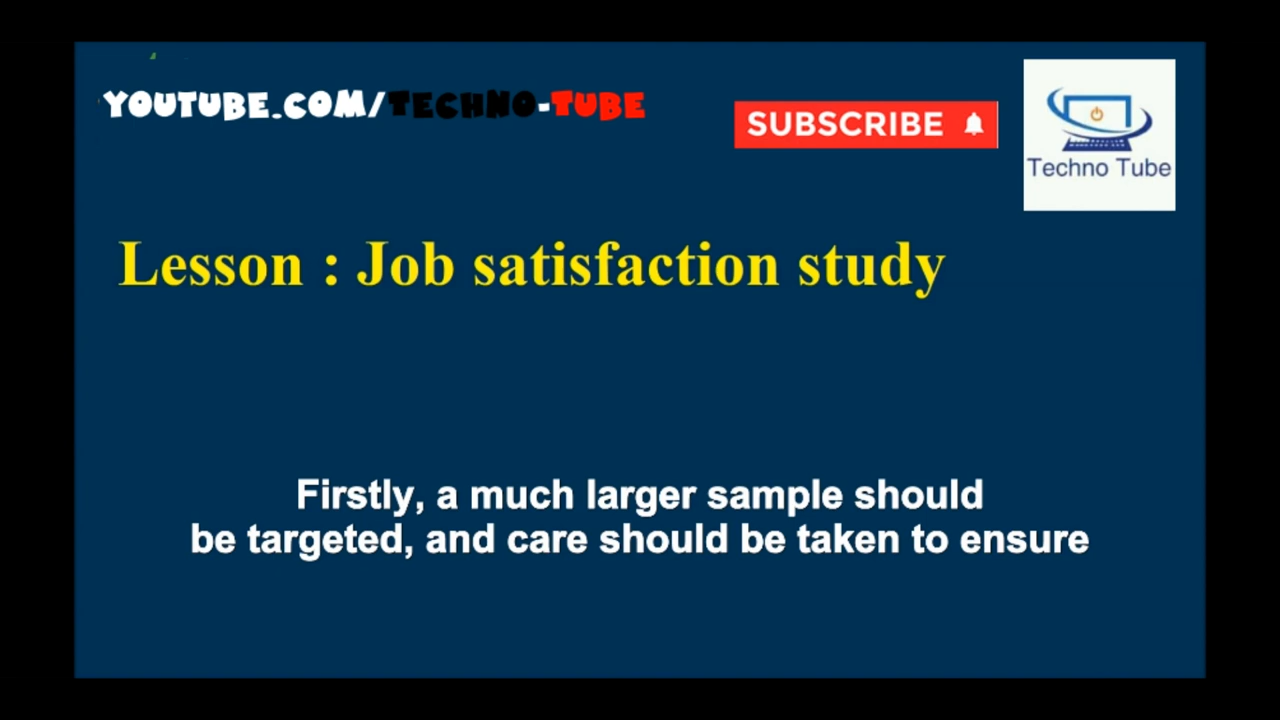 YOUTUBE.COM/TECHNO-TUBE
SUBSCRIBE
Techno Tube
Lesson : Job satisfaction study
Firstly, a much larger sample should
be targeted, and care should be taken to ensure